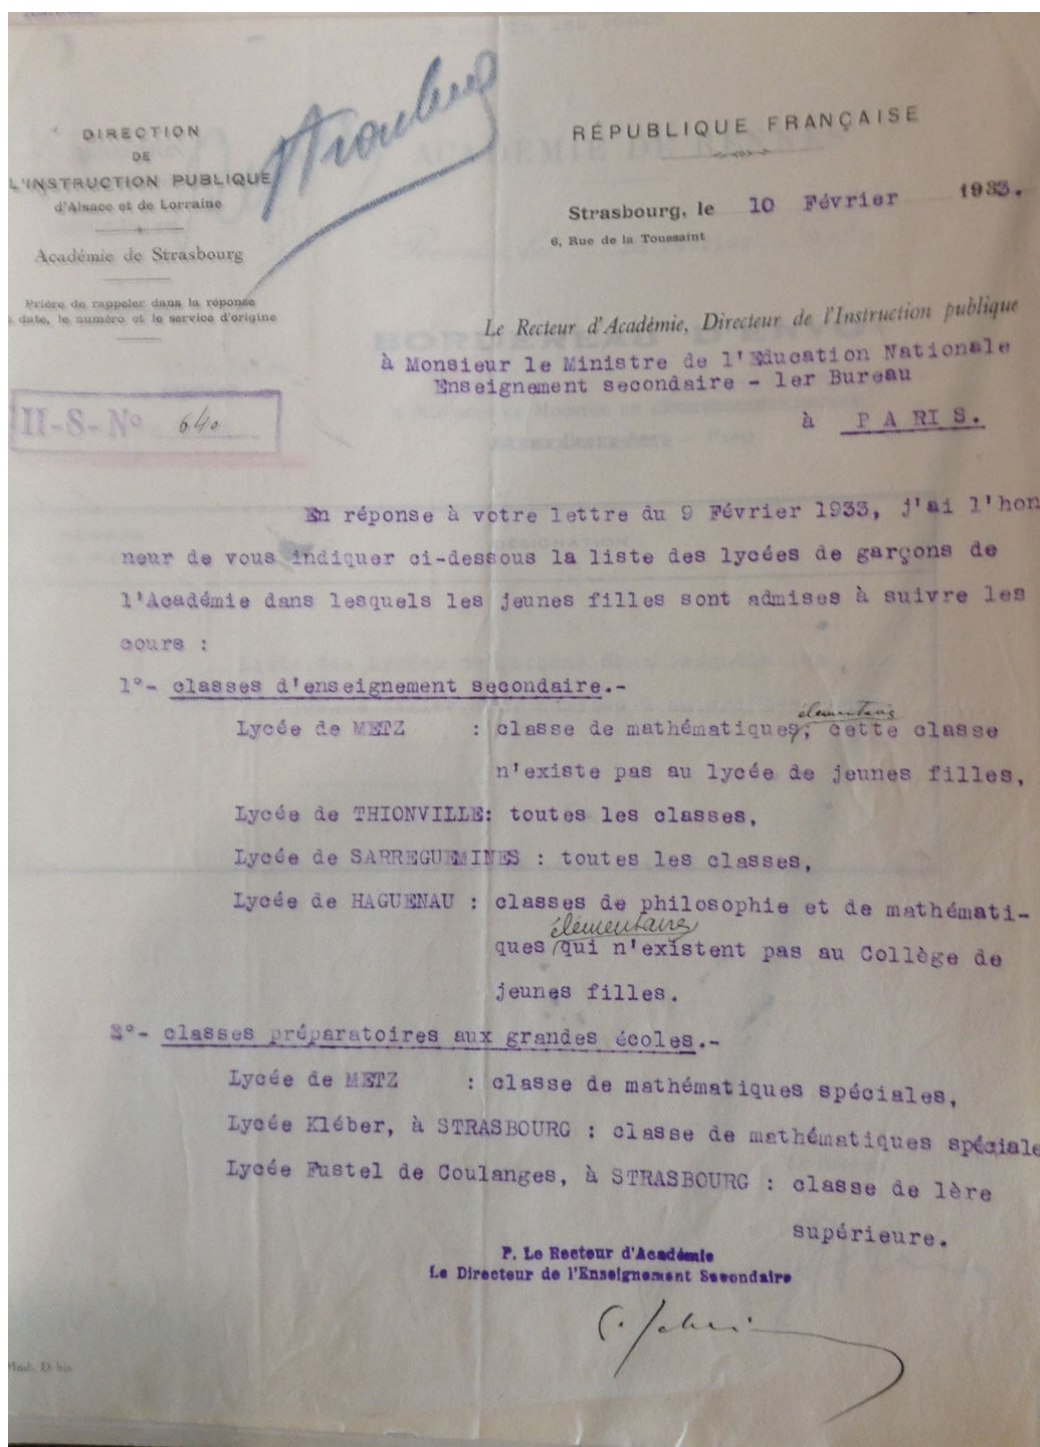 DIRECTION
DE
L'INSTRUCTION PUBLIQUE
d'Alsace et de Lorraine
Académie de Strasbourg
Prière de rappeler dans la réponse
date, le numéro et le service d'origine
II-S-N° 640
RÉPUBLIQUE FRANÇAISE
Strasbourg, le 10 Février 1933.
6, Rue de la Toussaint
Le Recteur d'Académie, Directeur de l'Instruction publique
à Monsieur le Ministre de l'Education Nationale
Enseignement secondaire - 1er Bureau
à PARIS.
En réponse à votre lettre du 9 Février 1933, j'ai l'hon
neur de vous indiquer ci-dessous la liste des lycées de garçons de
l'Académie dans lesquels les jeunes filles sont admises à suivre les
cours :
1°- classes d'enseignement secondaire.-
élémentaires
Lycée de METZ : classe de mathématiques; cette classe
n'existe pas au lycée de jeunes filles,
Lycée de THIONVILLE: toutes les classes,
Lycée de SARREGUEMINES : toutes les classes,
Lycée de HAGUENAU : classes de philosophie et de mathémati-
élémentaires
ques qui n'existent pas au Collège de
jeunes filles.
2°- classes préparatoires aux grandes écoles.-
Lycée de METZ : classe de mathématiques spéciales,
Lycée Kléber, à STRASBOURG : classe de mathématiques spéciale
Lycée Fustel de Coulanges, à STRASBOURG : classe de 1ère
supérieure.
P. Le Recteur d'Académie
Le Directeur de l'Enseignement Secondaire